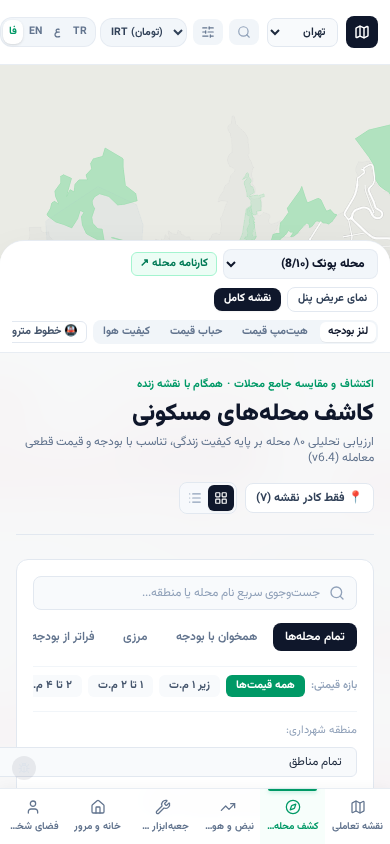 تهران IRT (تومان) TR EN ع فا
محله پونک (8/10) کارنامه محله ↗
نمای عریض پنل نقشه کامل
لنز بودجه هیت‌مپ قیمت حباب قیمت کیفیت هوا 🚇 خطوط مترو
اکتشاف و مقایسه جامع محلات · همگام با نقشه زنده
کاشف محله‌های مسکونی
ارزیابی تحلیلی ۸۰ محله بر پایه کیفیت زندگی، تناسب با بودجه و قیمت قطعی
معامله (v6.4)
📍 فقط کادر نقشه (۷)
جست‌وجوی سریع نام محله یا منطقه...
تمام محله‌ها همخوان با بودجه مرزی فراتر از بودجه
بازه قیمتی: همه قیمت‌ها زیر ۱ م.ت ۱ تا ۲ م.ت ۲ تا ۴ م.
منطقه شهرداری:
تمام مناطق
نقشه تعاملی کشف محله... نبض و هو... جعبه‌ابزار ... خانه و مرور فضای شخ...